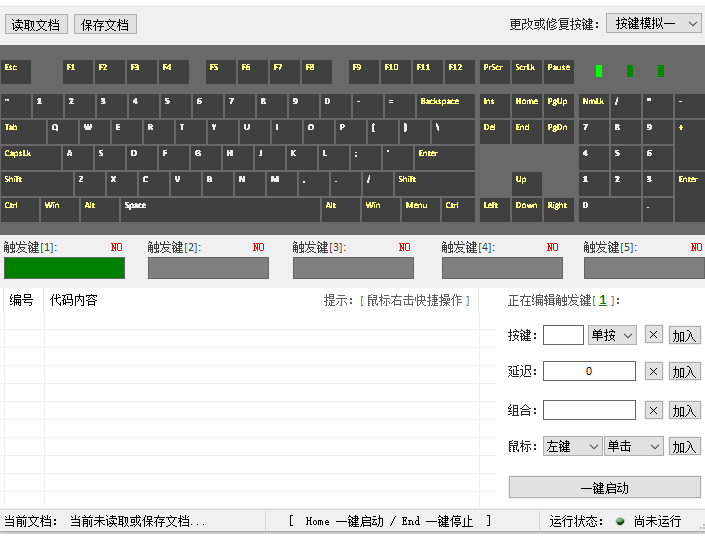 读取文档 保存文档 更改或修复按键: 按键模拟一
Esc F1 F2 F3 F4 F5 F6 F7 F8 F9 F10 F11 F12 PrScr ScrLk Pause
~ 1 2 3 4 5 6 7 8 9 0 - = Backspace Ins Home PgUp NmLk / * -
Tab Q W E R T Y U I O P [ ] \ Del End PgDn 7 8 9 +
CapsLk A S D F G H J K L ; ' Enter 4 5 6
Shift Z X C V B N M , . / Shift Up 1 2 3 Enter
Ctrl Win Alt Space Alt Win Menu Ctrl Left Down Right 0 .
触发键[1]: NO 触发键[2]: NO 触发键[3]: NO 触发键[4]: NO 触发键[5]: NO
编号 代码内容 提示: [ 鼠标右击快捷操作 ] 正在编辑触发键[ 1 ]:
按键: 单按 × 加入
延迟: 0 × 加入
组合: × 加入
鼠标: 左键 单击 加入
一键启动
当前文档: 当前未读取或保存文档... [ Home 一键启动 / End 一键停止 ] 运行状态: 尚未运行